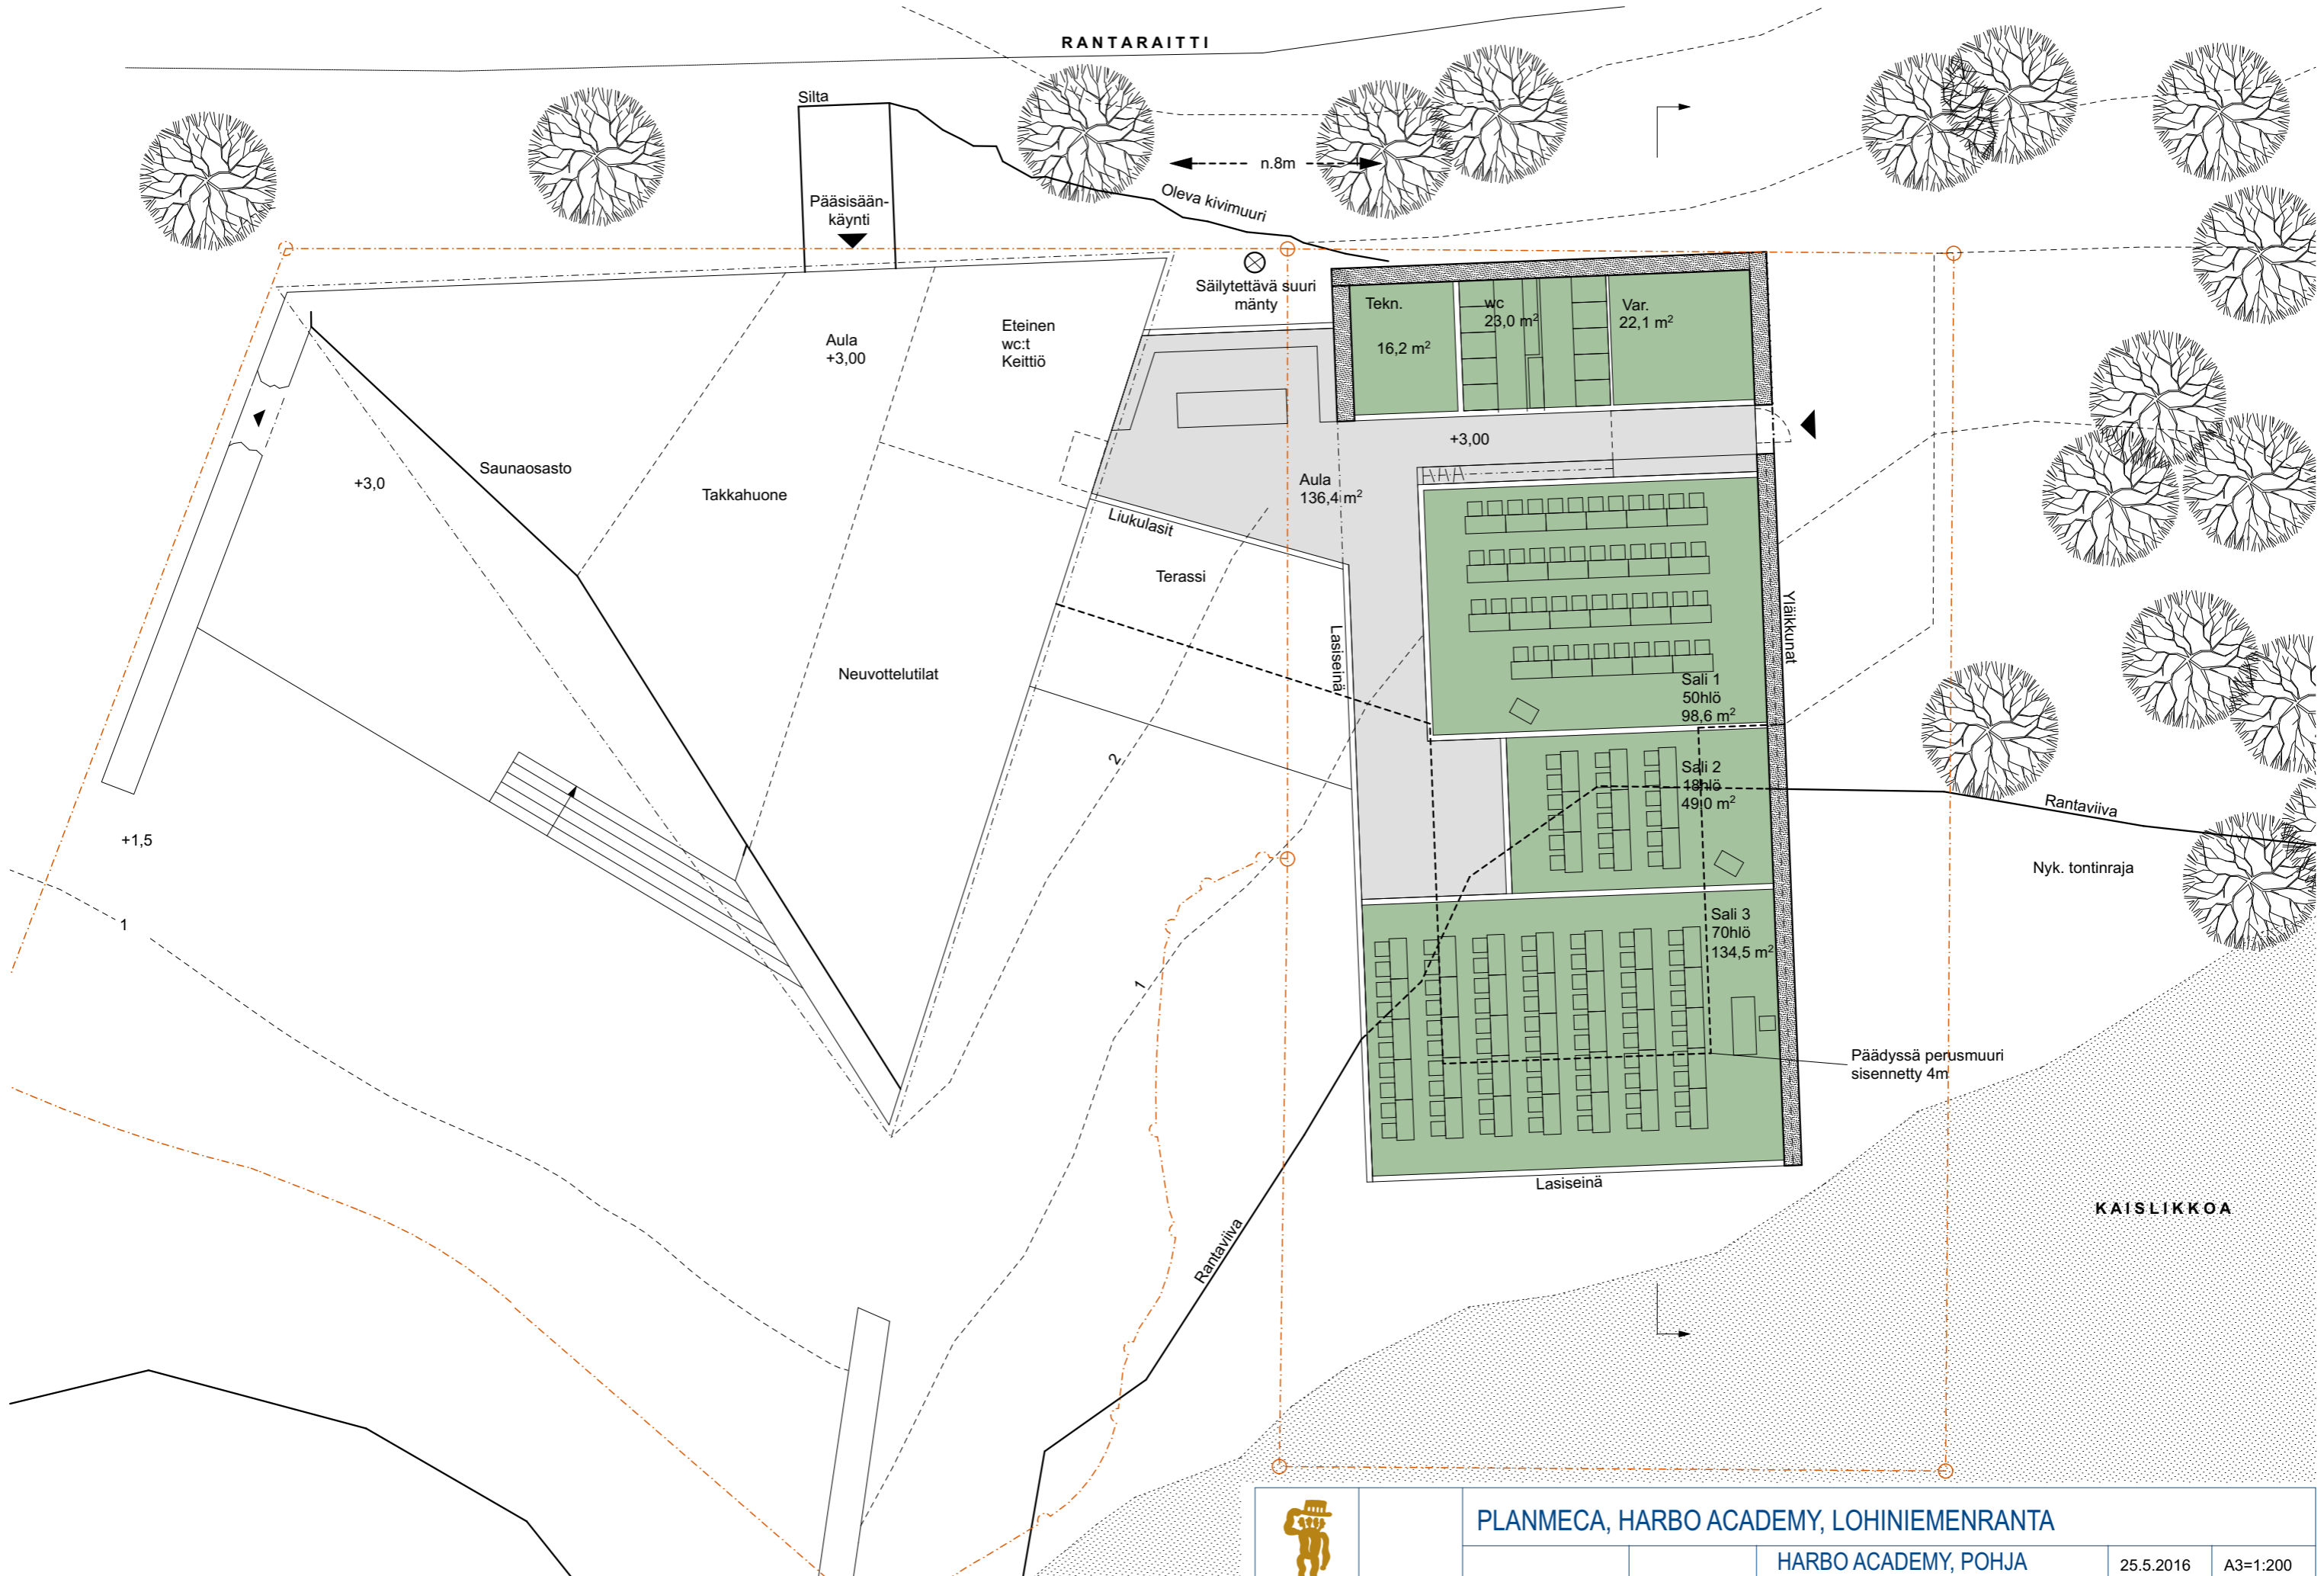 RANTARAITTI
Silta
n.8m
Pääsisään-
käynti
Oleva kivimuuri
Säilytettävä suuri
mänty
Tekn.
16,2 m²
wc
23,0 m²
Var.
22,1 m²
Aula
+3,00
Eteinen
wc:t
Keittiö
+3,00
Saunaosasto
+3,0
Takkahuone
Aula
136,4 m²
Liukulasit
Terassi
Lasiseinä
Yläikkunat
Neuvottelutilat
Sali 1
50hlö
98,6 m²
2
Sali 2
18hlö
49,0 m²
Rantaviiva
+1,5
Nyk. tontinraja
1
Sali 3
70hlö
134,5 m²
1
Päädyssä perusmuuri
sisennetty 4m
Lasiseinä
Rantaviiva
KAISLIKKOA
PLANMECA, HARBO ACADEMY, LOHINIEMENRANTA
HARBO ACADEMY, POHJA
25.5.2016
A3=1:200